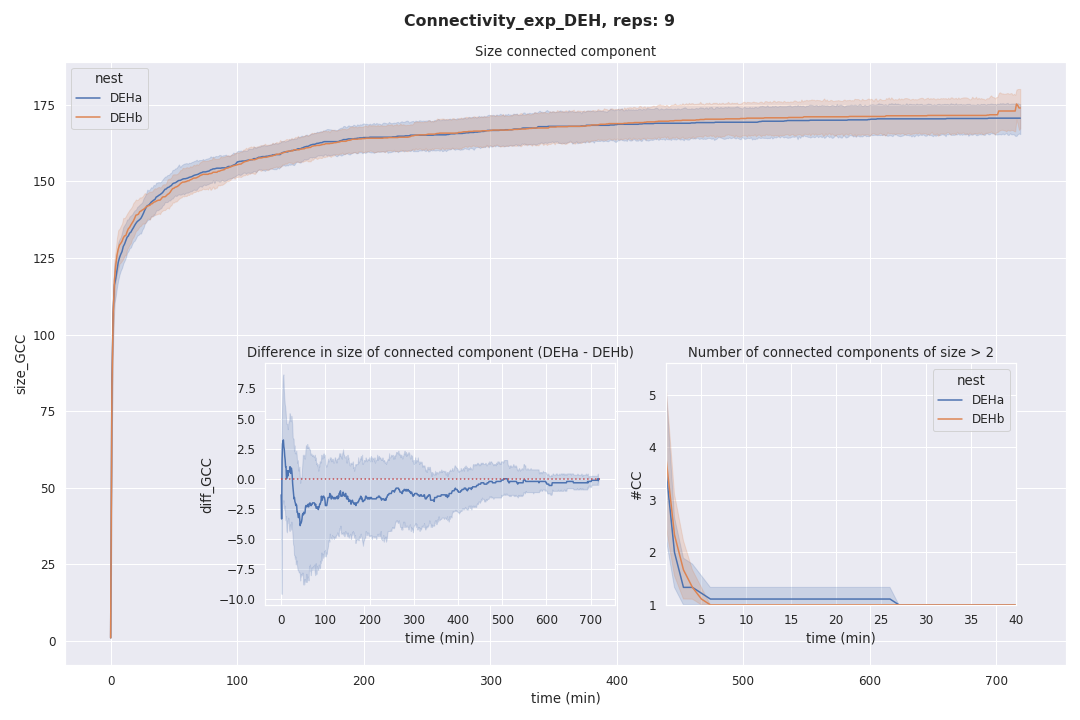 Connectivity_exp_DEH, reps: 9
Size connected component
nest
DEHa
DEHb
size_GCC
175
150
125
100
75
50
25
0
0 100 200 300 400 500 600 700
time (min)
Difference in size of connected component (DEHa - DEHb)
diff_GCC
7.5
5.0
2.5
0.0
−2.5
−5.0
−7.5
−10.0
0 100 200 300 400 500 600 700
time (min)
Number of connected components of size > 2
nest
DEHa
DEHb
#CC
5
4
3
2
1
5 10 15 20 25 30 35 40
time (min)